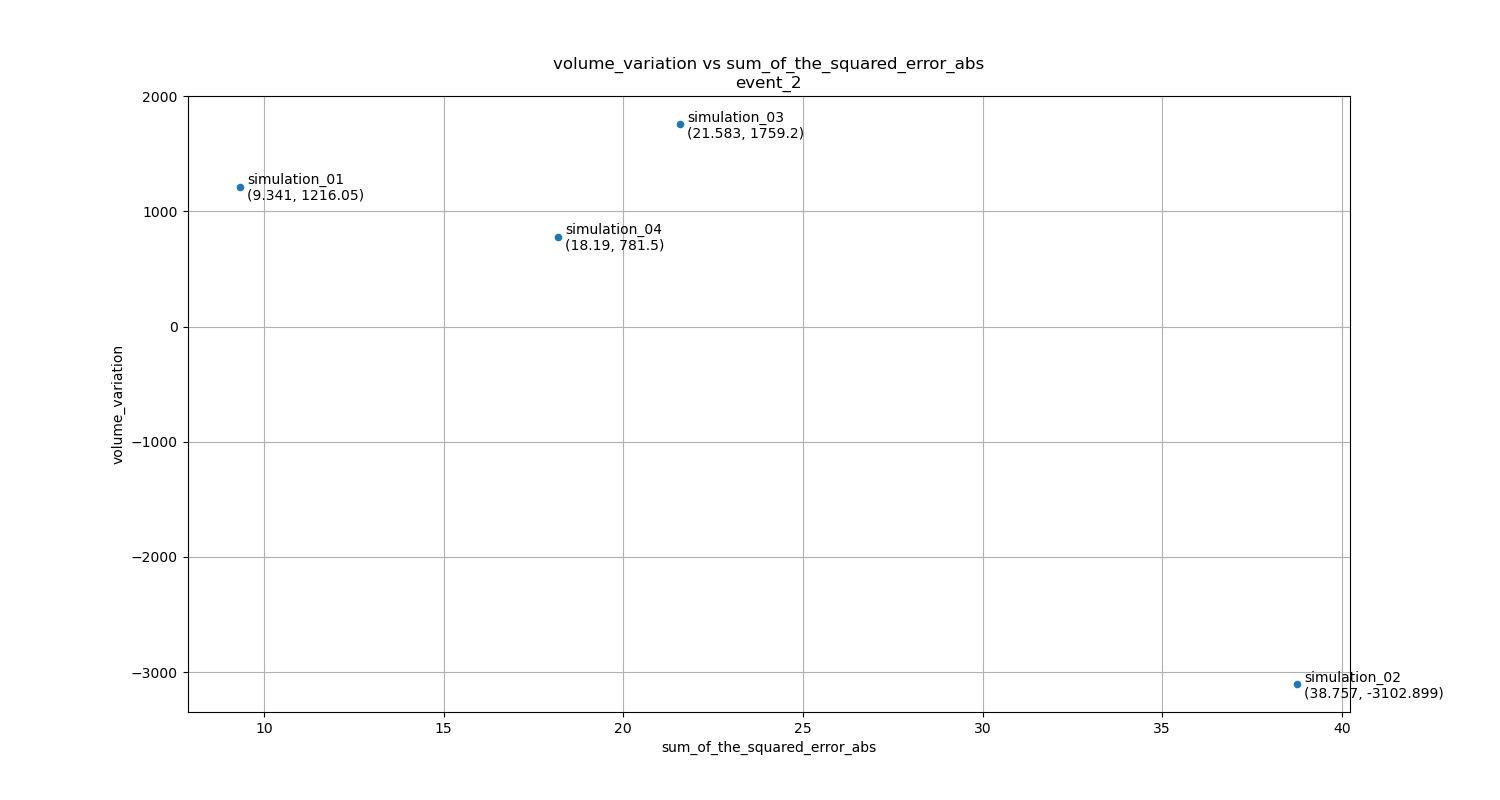 volume_variation vs sum_of_the_squared_error_abs
event_2
2000
1000
0
−1000
−2000
−3000
volume_variation
simulation_03
(21.583, 1759.2)
simulation_01
(9.341, 1216.05)
simulation_04
(18.19, 781.5)
simulation_02
(38.757, -3102.899)
10
15
20
25
30
35
40
sum_of_the_squared_error_abs